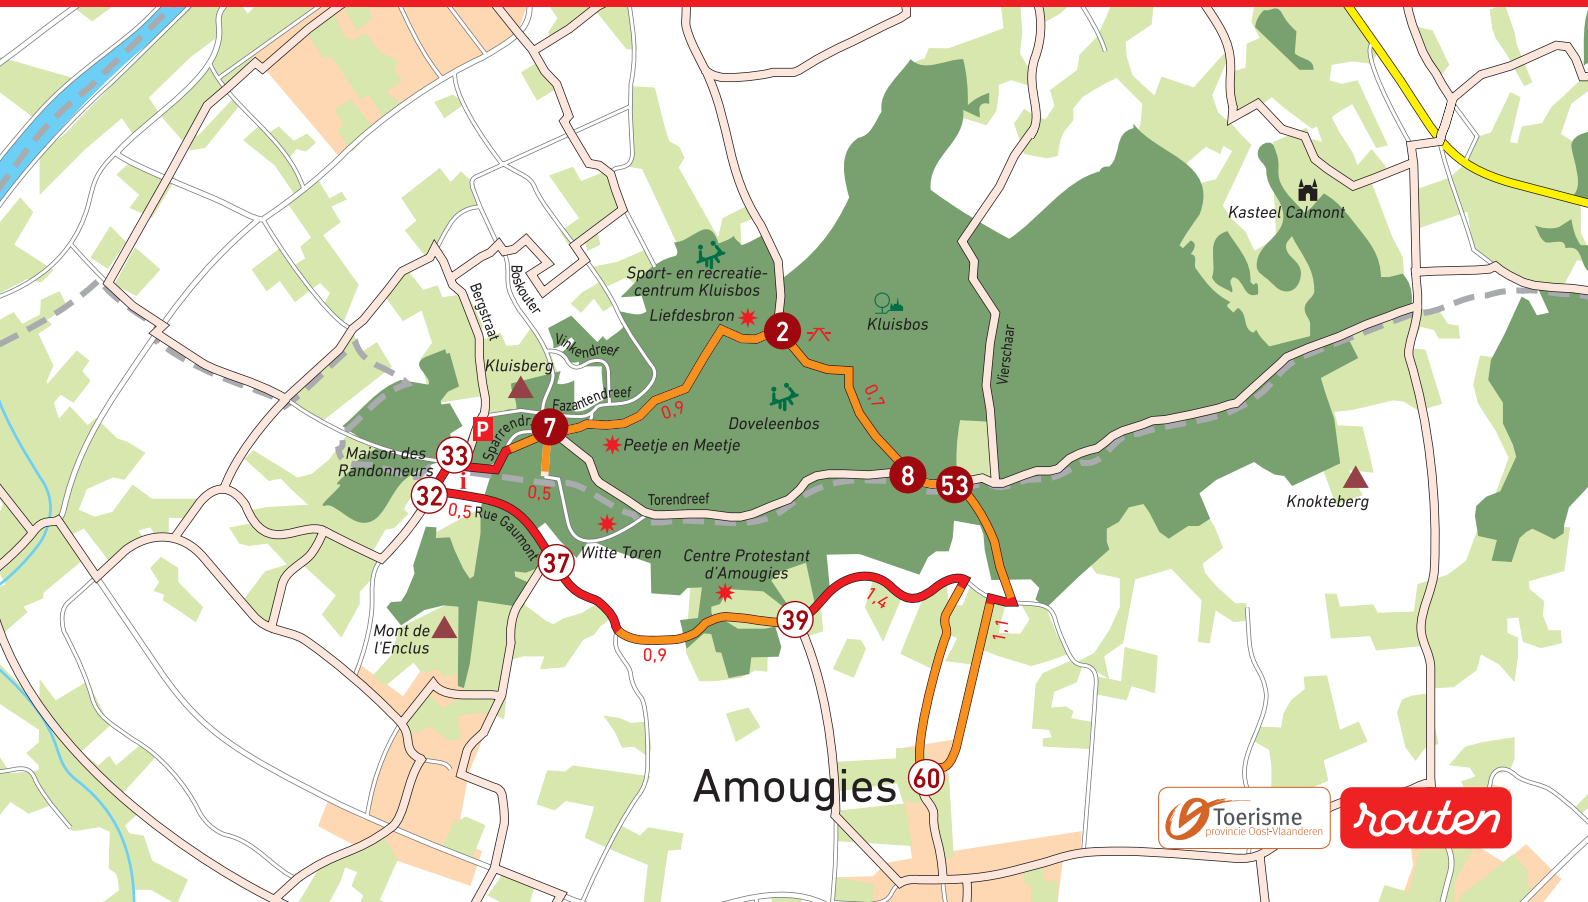 Kasteel Calmont
Sport- en recreatie-
centrum Kluisbos
Boskouter
Bergstraat
Liefdesbron
2
Kluisbos
Vinkendreef
Vierschaar
Kluisberg
Fazantendreef
0,9
0,7
P
Sparrendr.
7
Doveleenbos
Peetje en Meetje
Maison des
Randonneurs
33
i
32
0,5
Rue Gaumont
0,5
Torendreef
8
53
Knokteberg
Witte Toren
37
Centre Protestant
d'Amougies
39
1,4
1,1
Mont de
l'Enclus
0,9
Amougies
60
Toerisme
provincie Oost-Vlaanderen
routen